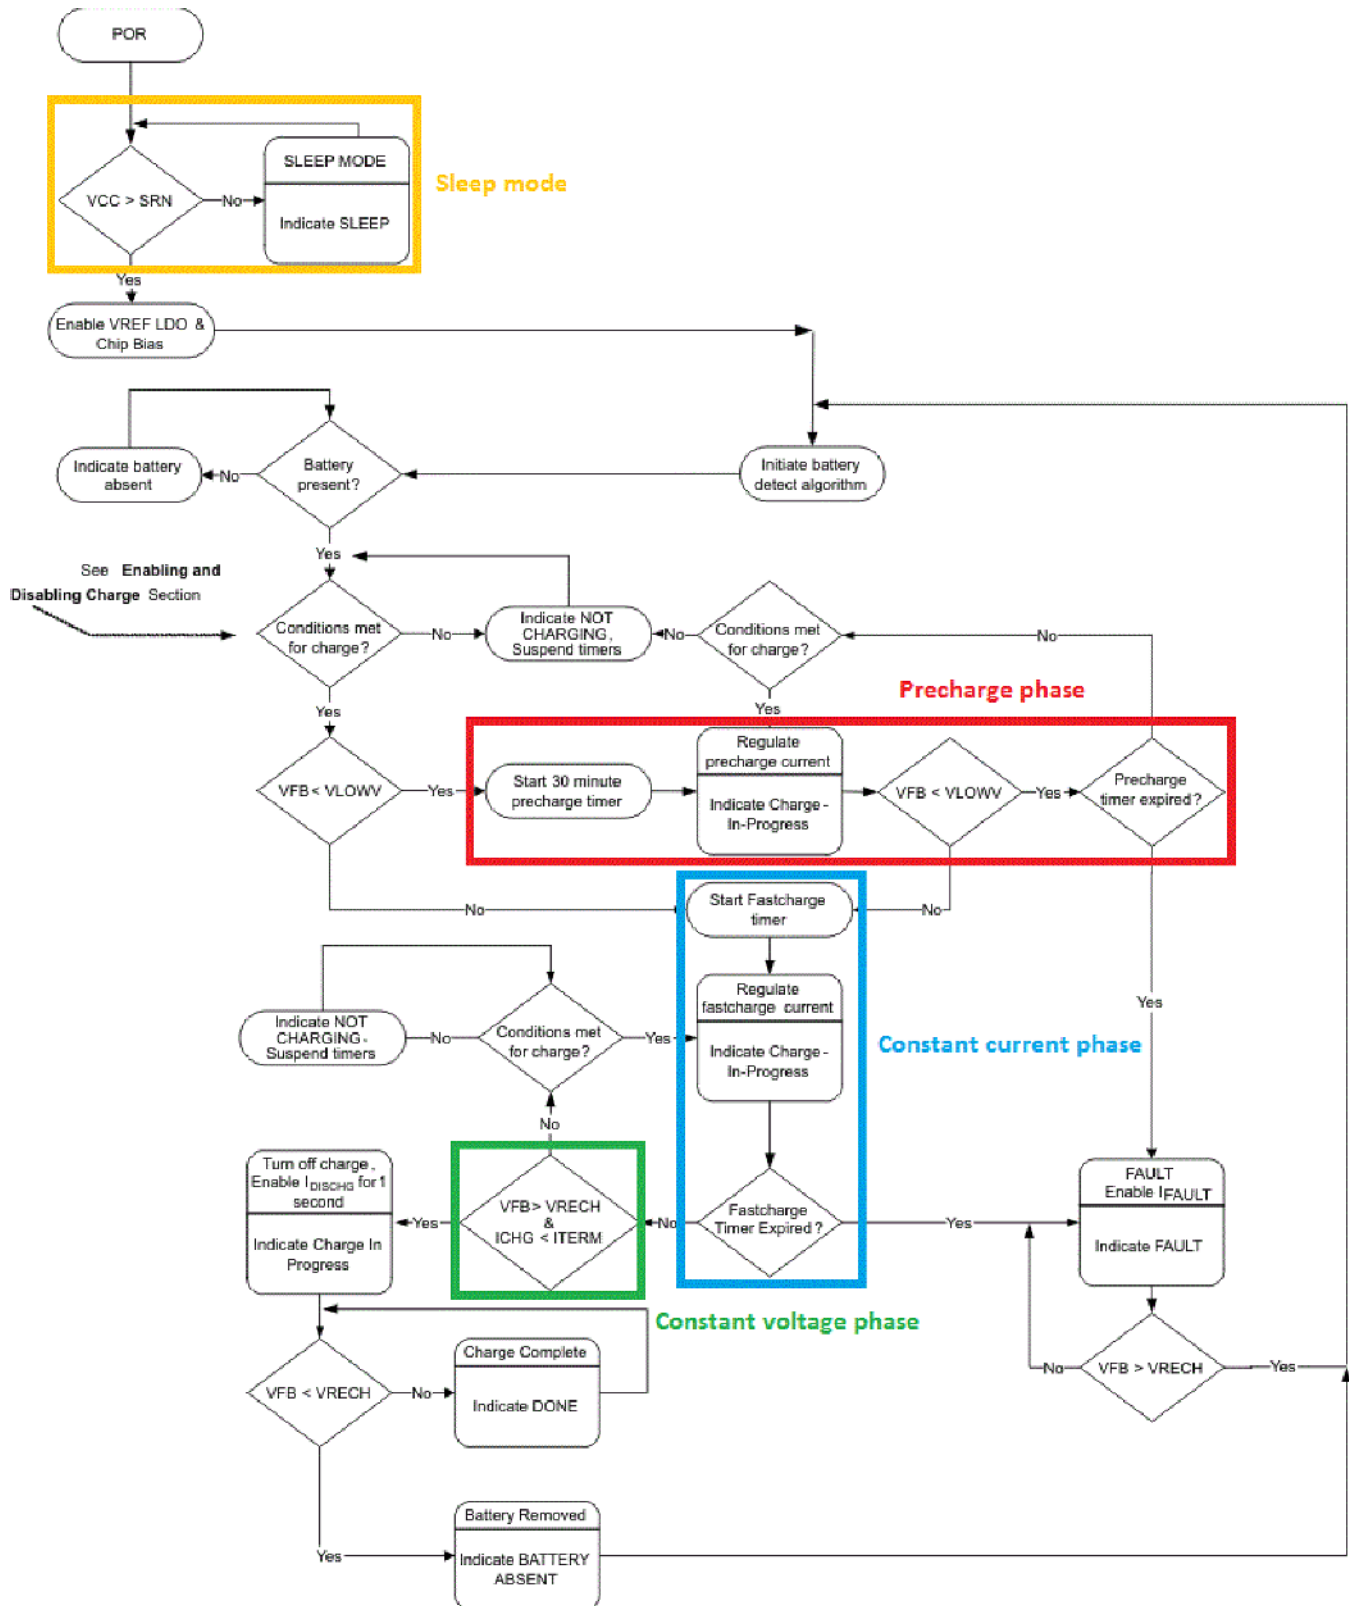 POR
SLEEP MODE
VCC > SRN
No
Indicate SLEEP
Sleep mode
Yes
Enable VREF LDO &
Chip Bias
Indicate battery
absent
No
Battery
present?
Initiate battery
detect algorithm
Yes
See Enabling and
Disabling Charge Section
Conditions met
for charge?
No
Indicate NOT
CHARGING,
Suspend timers
No
Conditions met
for charge?
No
Yes
Yes
Precharge phase
VFB < VLOWV
Yes
Start 30 minute
precharge timer
Regulate
precharge current
Indicate Charge-
In-Progress
VFB < VLOWV
Yes
Precharge
timer expired?
No
Start Fastcharge
timer
No
Yes
Indicate NOT
CHARGING-
Suspend timers
No
Conditions met
for charge?
Yes
Regulate
fastcharge current
Indicate Charge-
In-Progress
Constant current phase
No
Turn off charge,
Enable IDISCHG for 1
second
Indicate Charge In
Progress
Yes
VFB > VRECH
&
ICHG < ITERM
No
Fastcharge
Timer Expired?
Yes
FAULT
Enable IFAULT
Indicate FAULT
Constant voltage phase
VFB < VRECH
No
Charge Complete
Indicate DONE
No
VFB > VRECH
Yes
Yes
Battery Removed
Indicate BATTERY
ABSENT